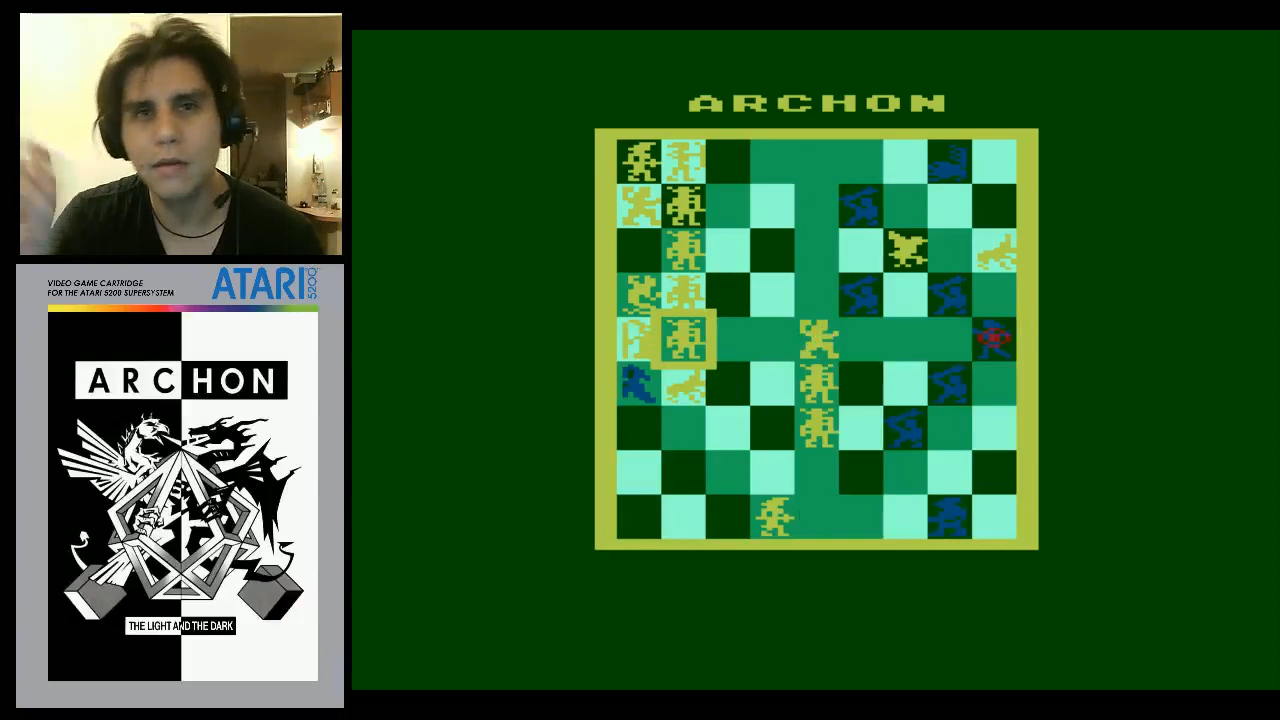 ARCHON
VIDEO GAME CARTRIDGE
FOR THE ATARI 5200 SUPERSYSTEM
ATARI
5200
ARCHON
THE LIGHT AND THE DARK